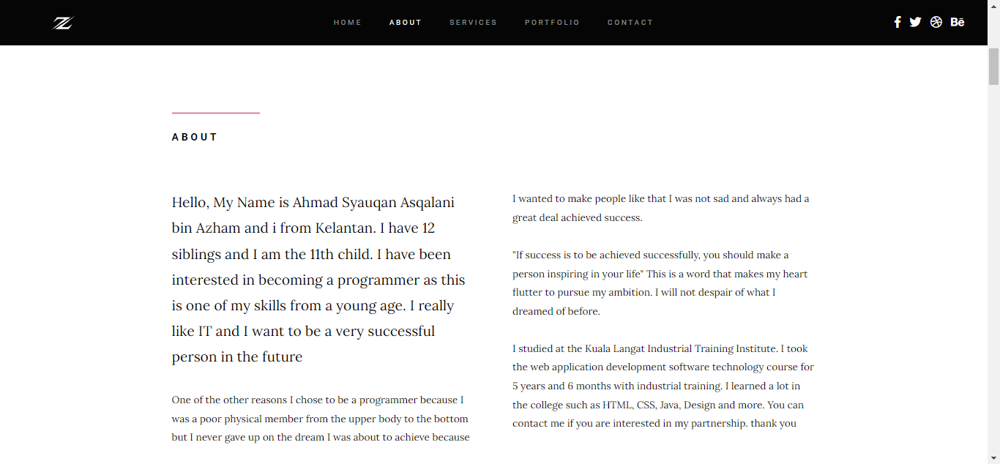 HOME ABOUT SERVICES PORTFOLIO CONTACT Bē
ABOUT
Hello, My Name is Ahmad Syauqan Asqalani
bin Azham and i from Kelantan. I have 12
siblings and I am the 11th child. I have been
interested in becoming a programmer as this
is one of my skills from a young age. I really
like IT and I want to be a very successful
person in the future
One of the other reasons I chose to be a programmer because I
was a poor physical member from the upper body to the bottom
but I never gave up on the dream I was about to achieve because
I wanted to make people like that I was not sad and always had a
great deal achieved success.
"If success is to be achieved successfully, you should make a
person inspiring in your life" This is a word that makes my heart
flutter to pursue my ambition. I will not despair of what I
dreamed of before.
I studied at the Kuala Langat Industrial Training Institute. I took
the web application development software technology course for
5 years and 6 months with industrial training. I learned a lot in
the college such as HTML, CSS, Java, Design and more. You can
contact me if you are interested in my partnership. thank you